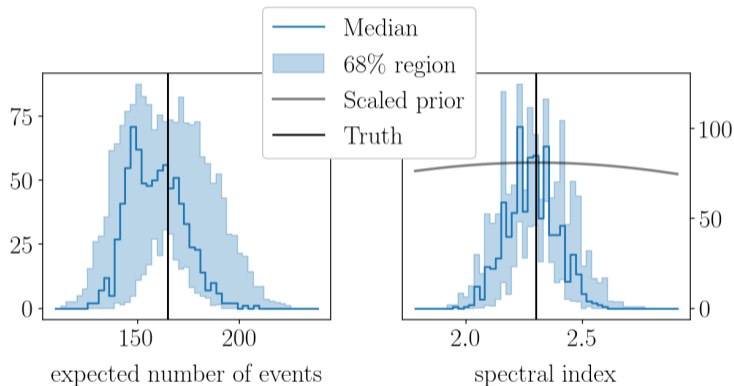 Median
68% region
Scaled prior
Truth
75
50
25
0
150 200
expected number of events
100
50
0
2.0 2.5
spectral index